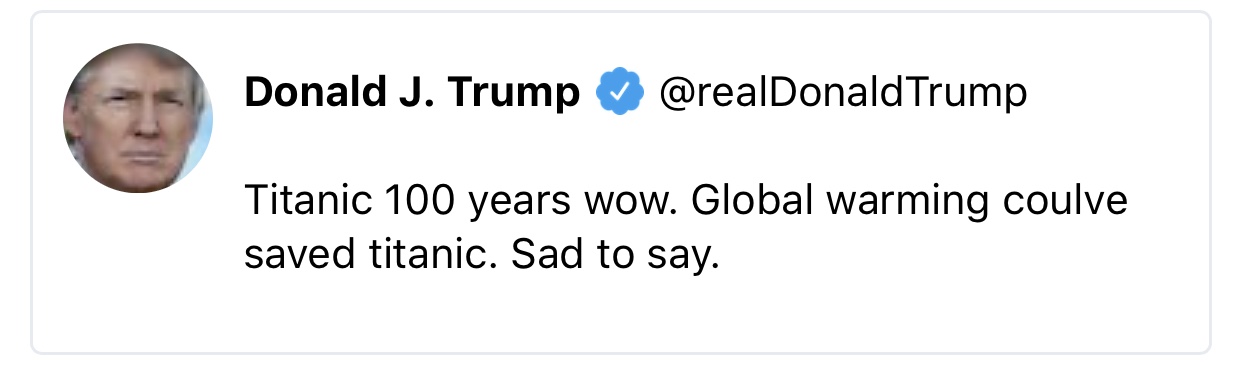 Donald J. Trump @realDonaldTrump
Titanic 100 years wow. Global warming coulve
saved titanic. Sad to say.